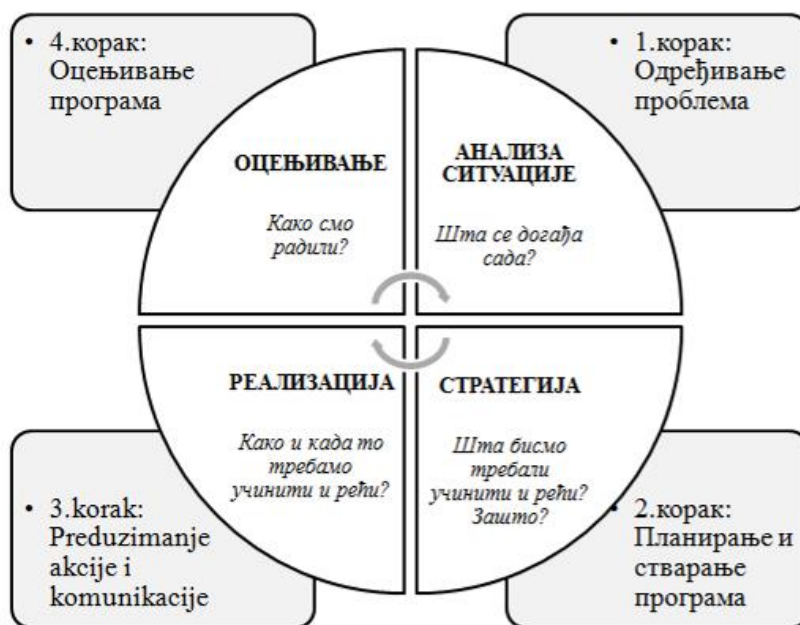 • 4.корак:
Оцењивање
програма
• 1.корак:
Одређивање
проблема
ОЦЕЊИВАЊЕ
Како смо
радили?
АНАЛИЗА
СИТУАЦИЈЕ
Шта се догађа
сада?
РЕАЛИЗАЦИЈА
Како и када то
требамо
учинити и рећи?
СТРАТЕГИЈА
Шта бисмо
требали
учинити и рећи?
Зашто?
• 3.korak:
Preduzimanje
akcije i
komunikacije
• 2.корак:
Планирање и
стварање
програма